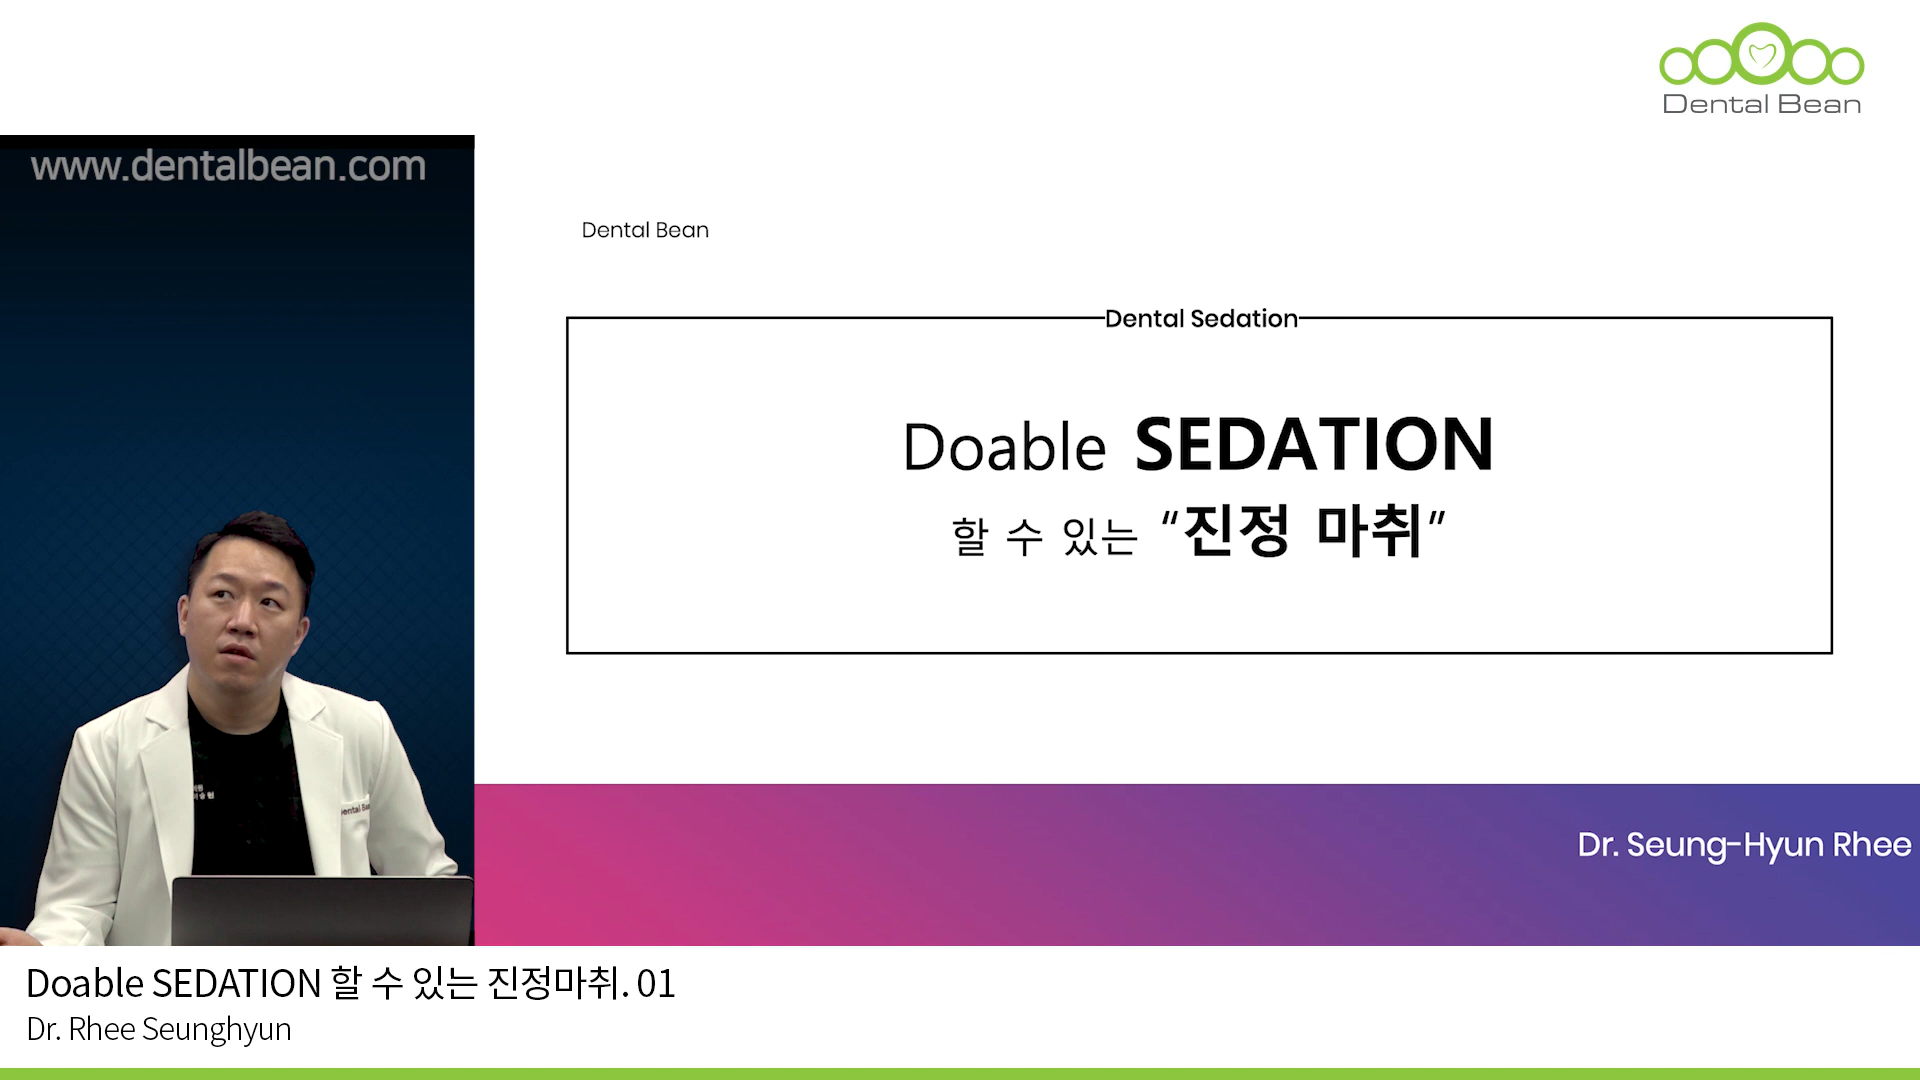 Dental Bean
www.dentalbean.com
Dental Bean
Dental Sedation
Doable SEDATION
할 수 있는 “진정 마취”
Dr. Seung-Hyun Rhee
Doable SEDATION 할 수 있는 진정마취. 01
Dr. Rhee Seunghyun